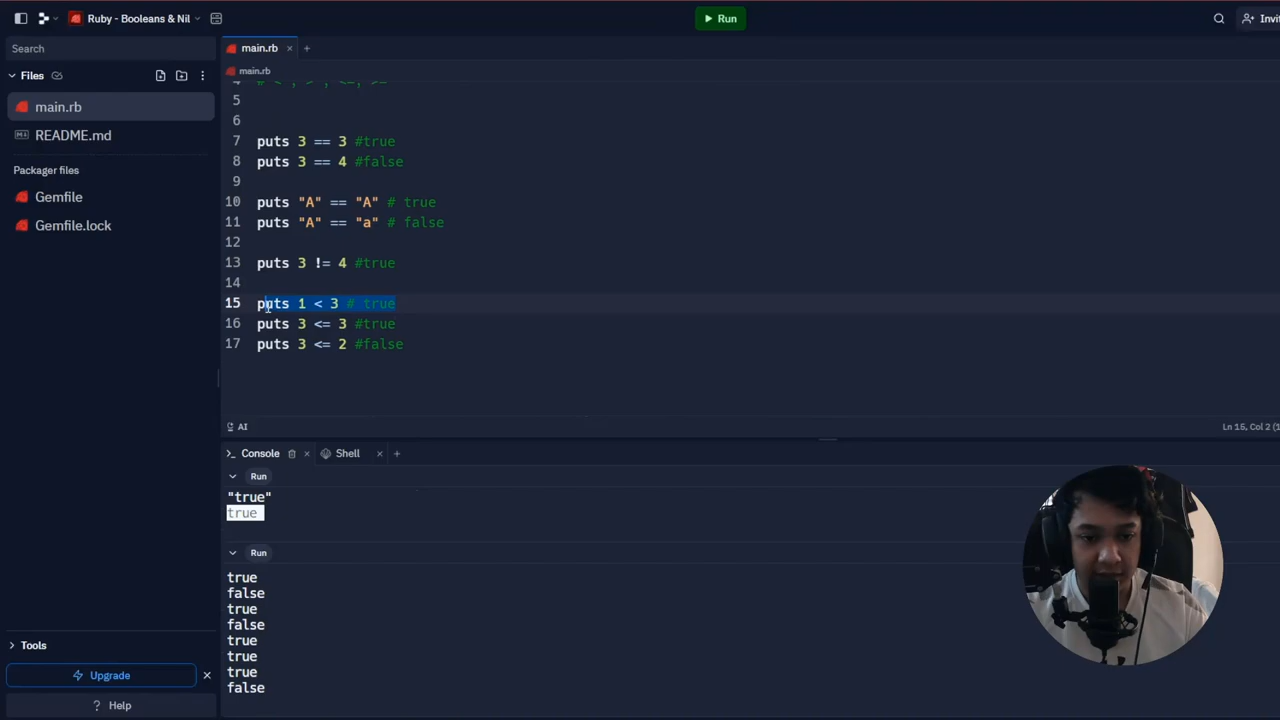 Ruby - Booleans & Nil
Run
Invi
Search
main.rb
Files
main.rb
main.rb
README.md
Packager files
Gemfile
Gemfile.lock
4 # < , > , <=, >=
5
6
7 puts 3 == 3 #true
8 puts 3 == 4 #false
9
10 puts "A" == "A" # true
11 puts "A" == "a" # false
12
13 puts 3 != 4 #true
14
15 puts 1 < 3 # true
16 puts 3 <= 3 #true
17 puts 3 <= 2 #false
AI
Ln 15, Col 2 (1
Console
Shell
Run
"true"
true
Run
true
false
true
false
true
true
true
false
Tools
Upgrade
Help